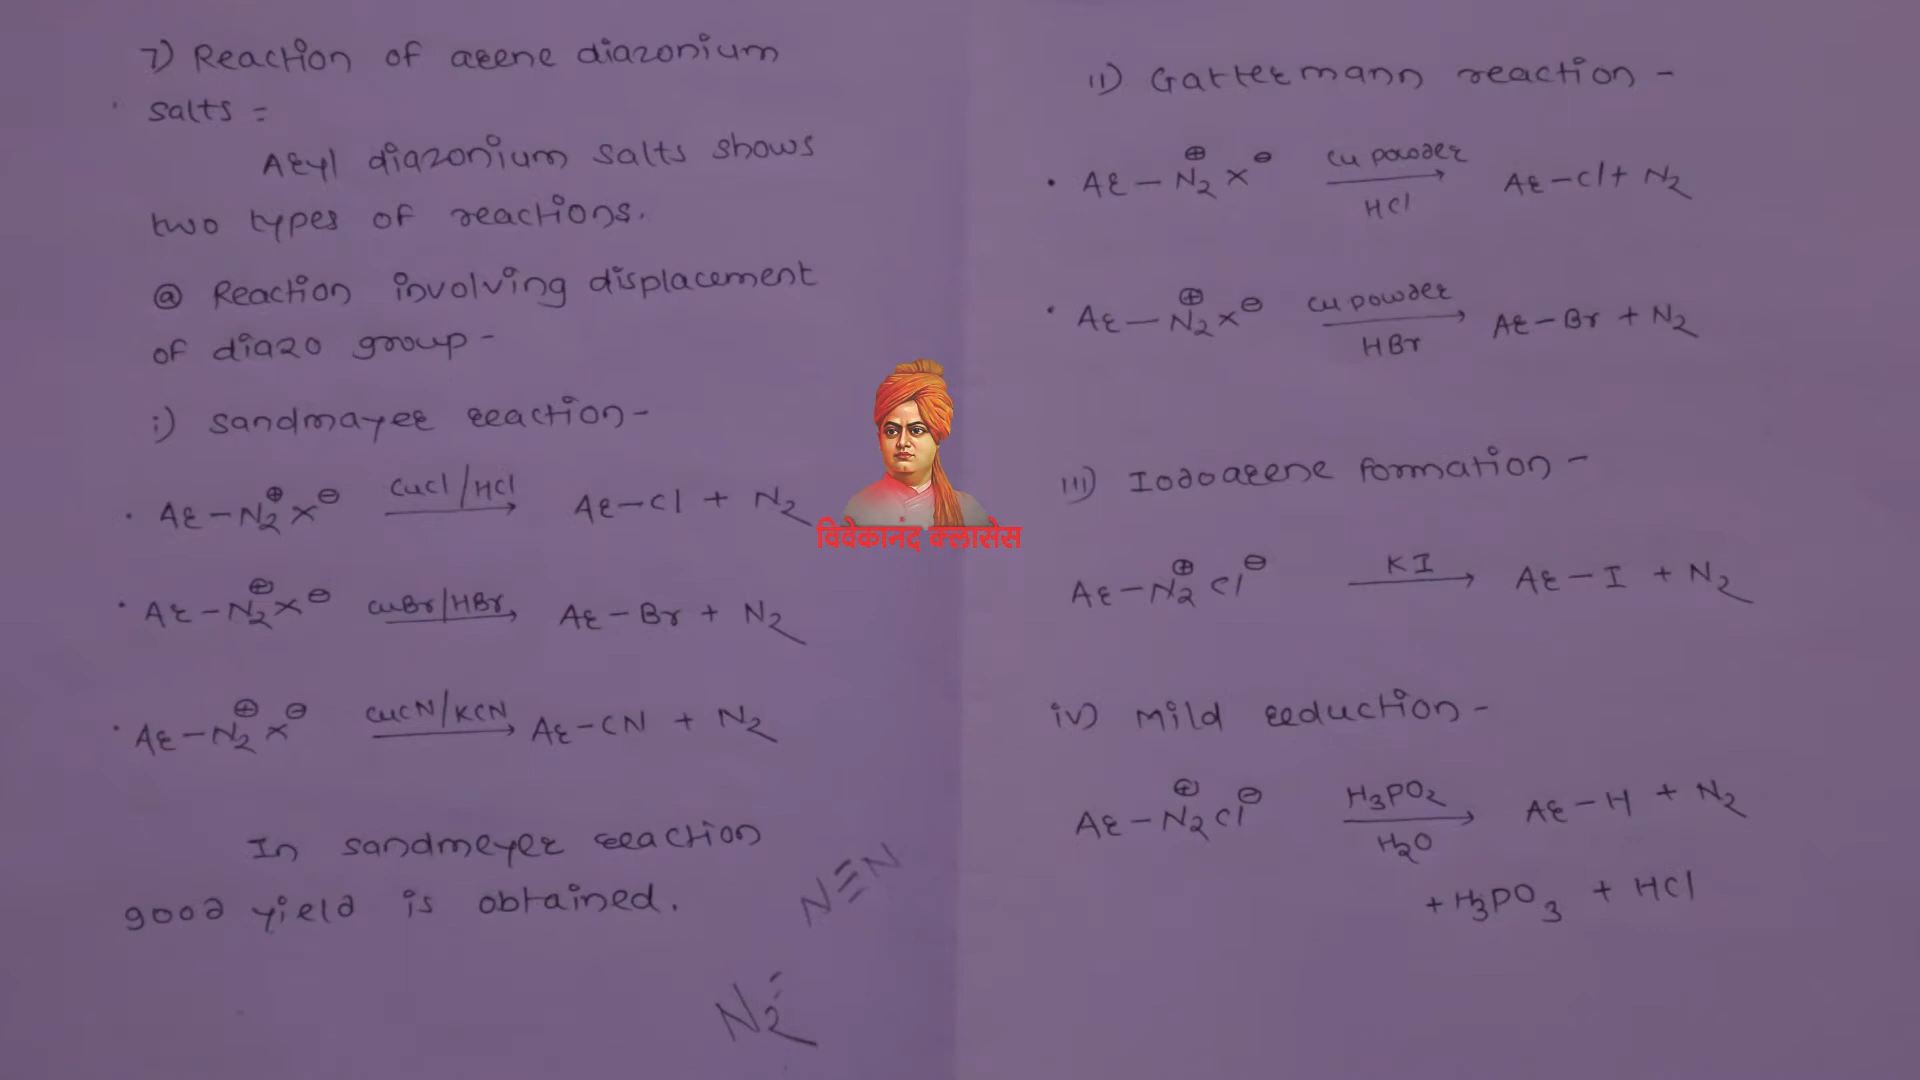 7) Reaction of arene diazonium
salts =
Aryl diazonium salts shows
two types of reactions.
ⓐ Reaction involving displacement
of diazo group -
i) Sandmayer reaction -
· Ar-N₂⊕X⊖ CuCl/HCl → Ar-Cl + N₂
· Ar-N₂⊕X⊖ CuBr/HBr → Ar-Br + N₂
· Ar-N₂⊕X⊖ CuCN/KCN → Ar-CN + N₂
In sandmeyer reaction
good yield is obtained.
N≡N
N₂
विवेकानंद क्लासेस
ii) Gattermann reaction -
· Ar-N₂⊕X⊖ Cu powder → Ar-Cl + N₂
HCl
· Ar-N₂⊕X⊖ Cu powder → Ar-Br + N₂
HBr
iii) Iodoarene formation -
Ar-N₂⊕Cl⊖ KI → Ar-I + N₂
iv) Mild reduction -
Ar-N₂⊕Cl⊖ H₃PO₂ → Ar-H + N₂
H₂O
+ H₃PO₃ + HCl